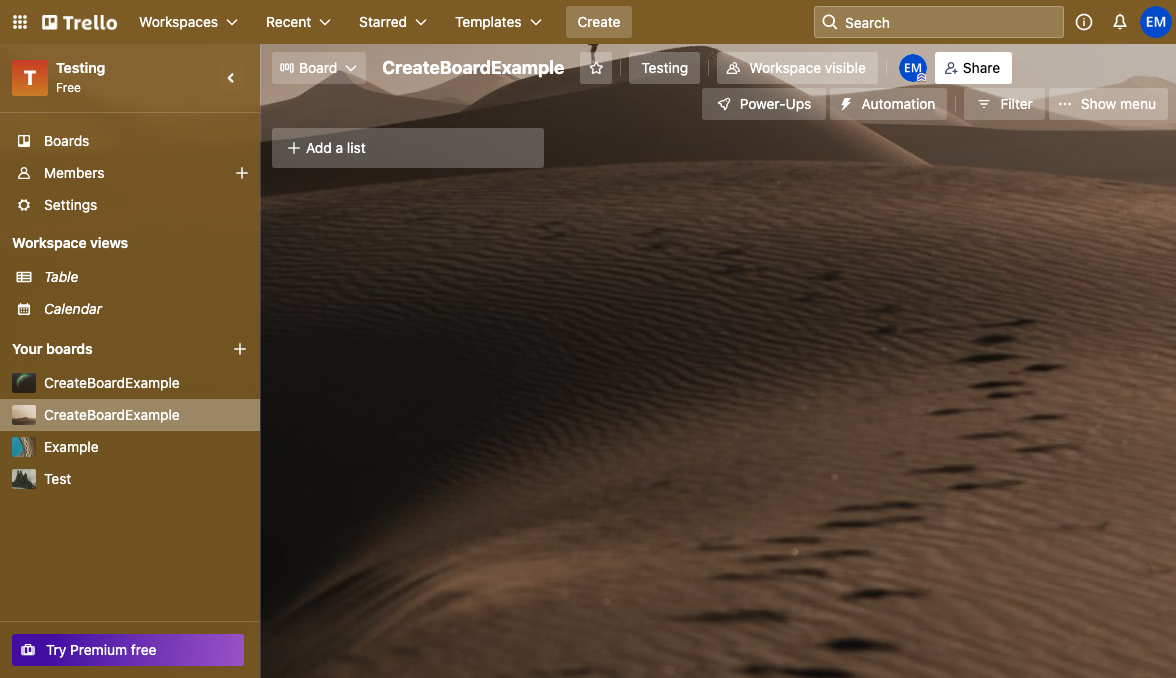 Trello Workspaces Recent Starred Templates Create Search EM
T Testing
Free
Boards
Members
Settings
Workspace views
Table
Calendar
Your boards
CreateBoardExample
CreateBoardExample
Example
Test
Try Premium free
Board CreateBoardExample Testing Workspace visible EM Share
Power-Ups Automation Filter Show menu
Add a list